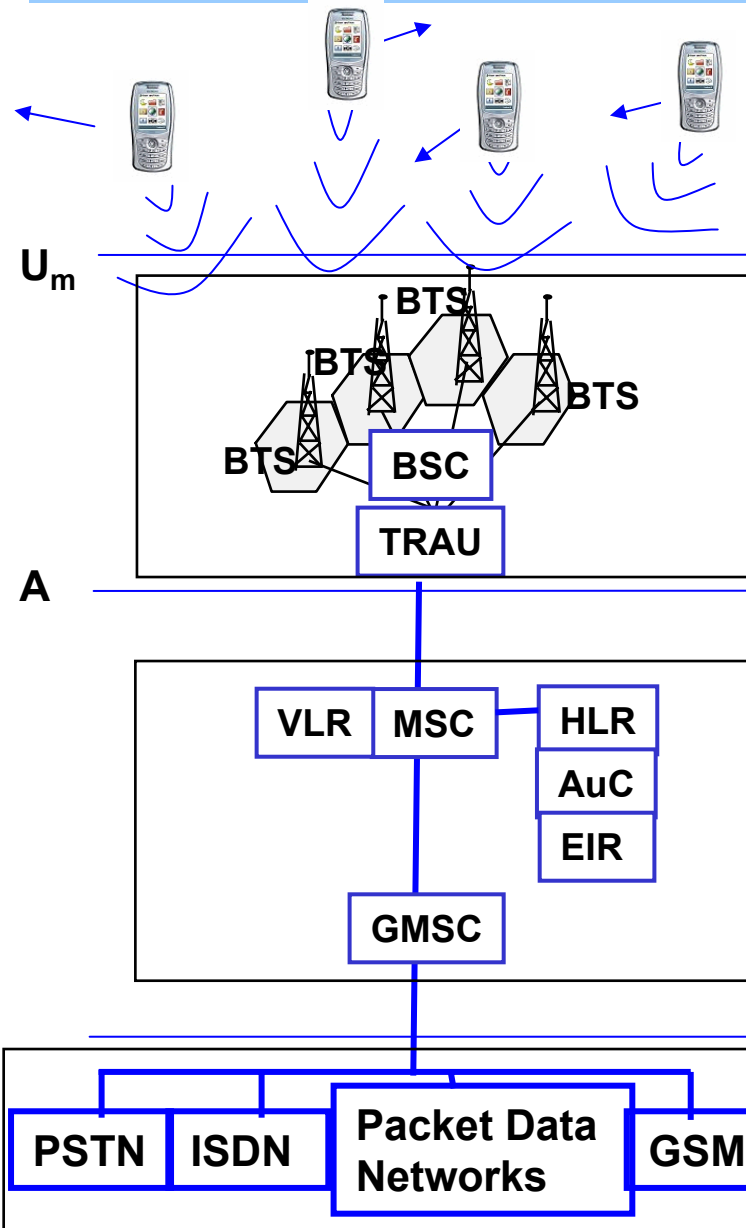 Um
BTS
BTS
BTS
BTS
BSC
TRAU
A
VLR
MSC
HLR
AuC
EIR
GMSC
PSTN
ISDN
Packet Data
Networks
GSM